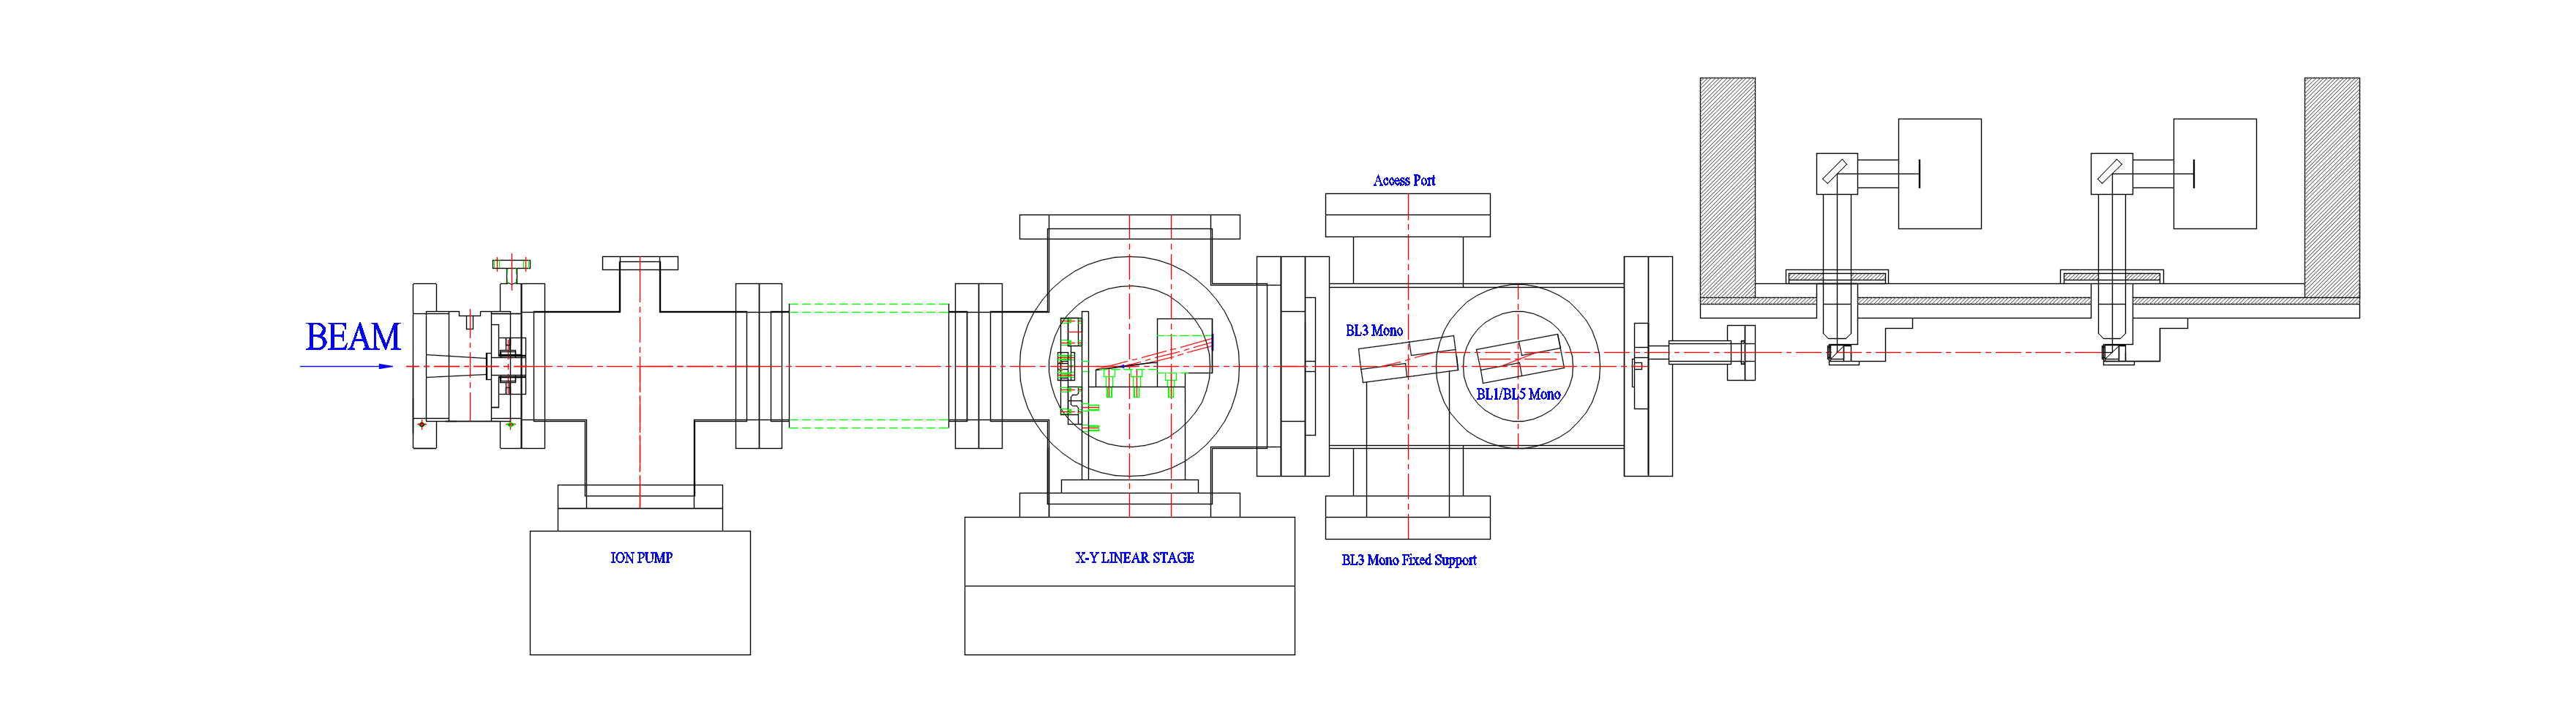 Access Port
BEAM
BL3 Mono
BL1/BL5 Mono
ION PUMP
X-Y LINEAR STAGE
BL3 Mono Fixed Support